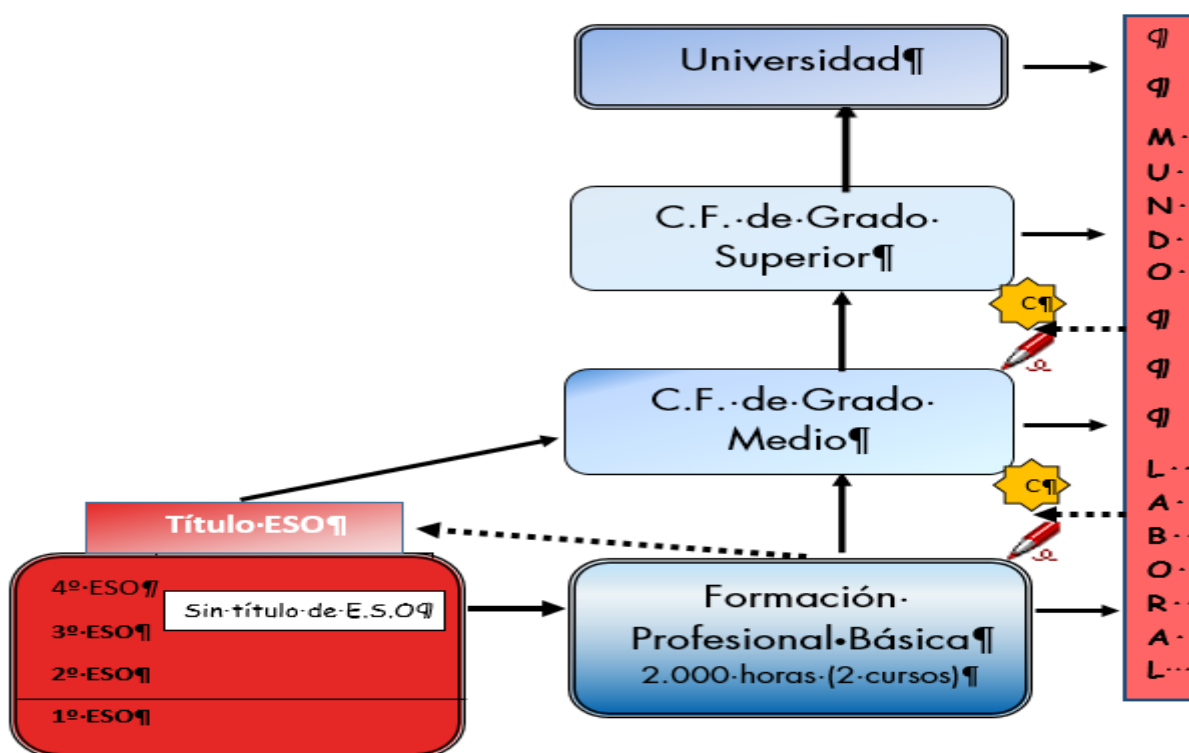 Universidad¶
C.F.·de·Grado·
Superior¶
C¶
C.F.·de·Grado·
Medio¶
C¶
Título·ESO¶
4º·ESO¶
Sin·título·de·E.S.O¶
3º·ESO¶
2º·ESO¶
1º·ESO¶
Formación·
Profesional·Básica¶
2.000·horas·(2·cursos)¶
¶
¶
M·
U·
N·
D·
O·
¶
¶
¶
L··
A·
B·
O·
R·
A·
L···